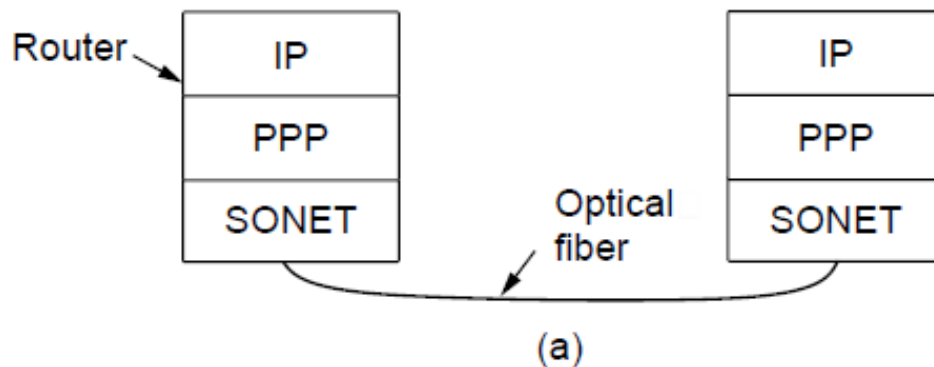 Router
IP
IP
PPP
PPP
SONET
SONET
Optical
fiber
(a)